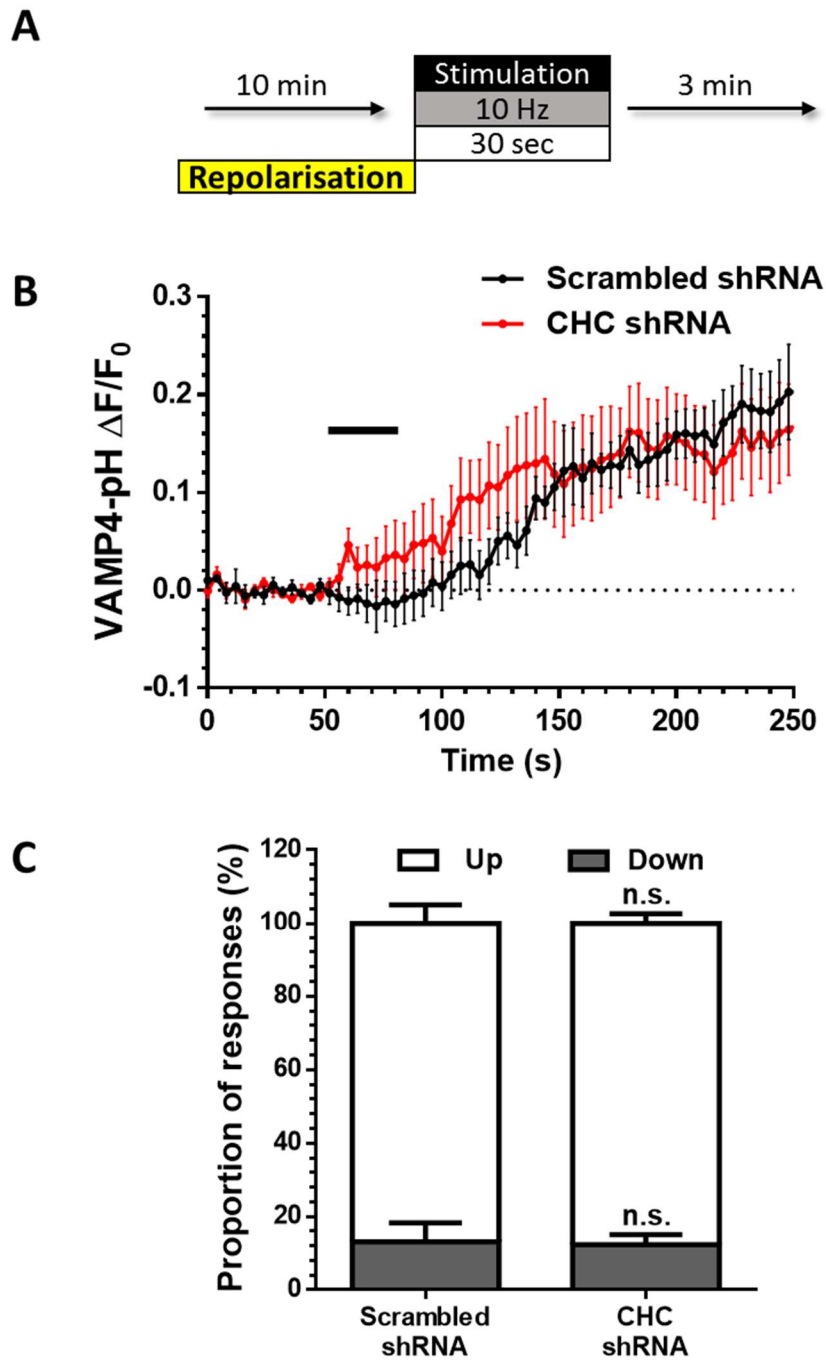 A
10 min
Stimulation
10 Hz
30 sec
3 min
Repolarisation
B
Scrambled shRNA
CHC shRNA
VAMP4-pH ΔF/F0
0.3
0.2
0.1
0.0
-0.1
0 50 100 150 200 250
Time (s)
C
Up Down
Proportion of responses (%)
120
100
80
60
40
20
0
n.s.
n.s.
Scrambled
shRNA
CHC
shRNA